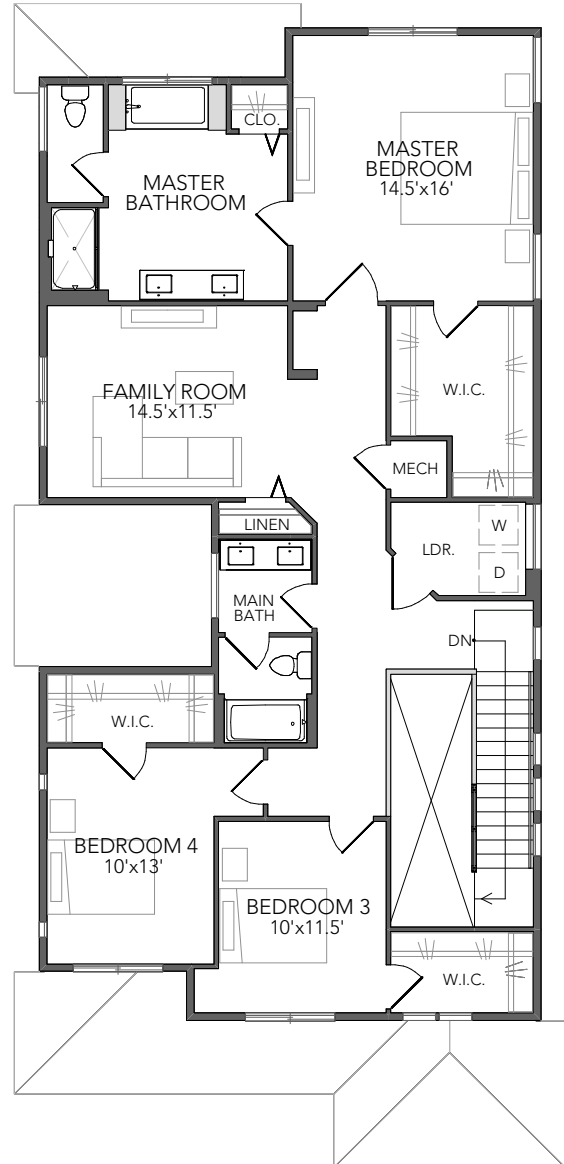 CLO.
MASTER
BEDROOM
14.5'x16'
MASTER
BATHROOM
FAMILY ROOM
14.5'x11.5'
W.I.C.
MECH
LINEN
W
LDR.
D
MAIN
BATH
DN
W.I.C.
BEDROOM 4
10'x13'
BEDROOM 3
10'x11.5'
W.I.C.